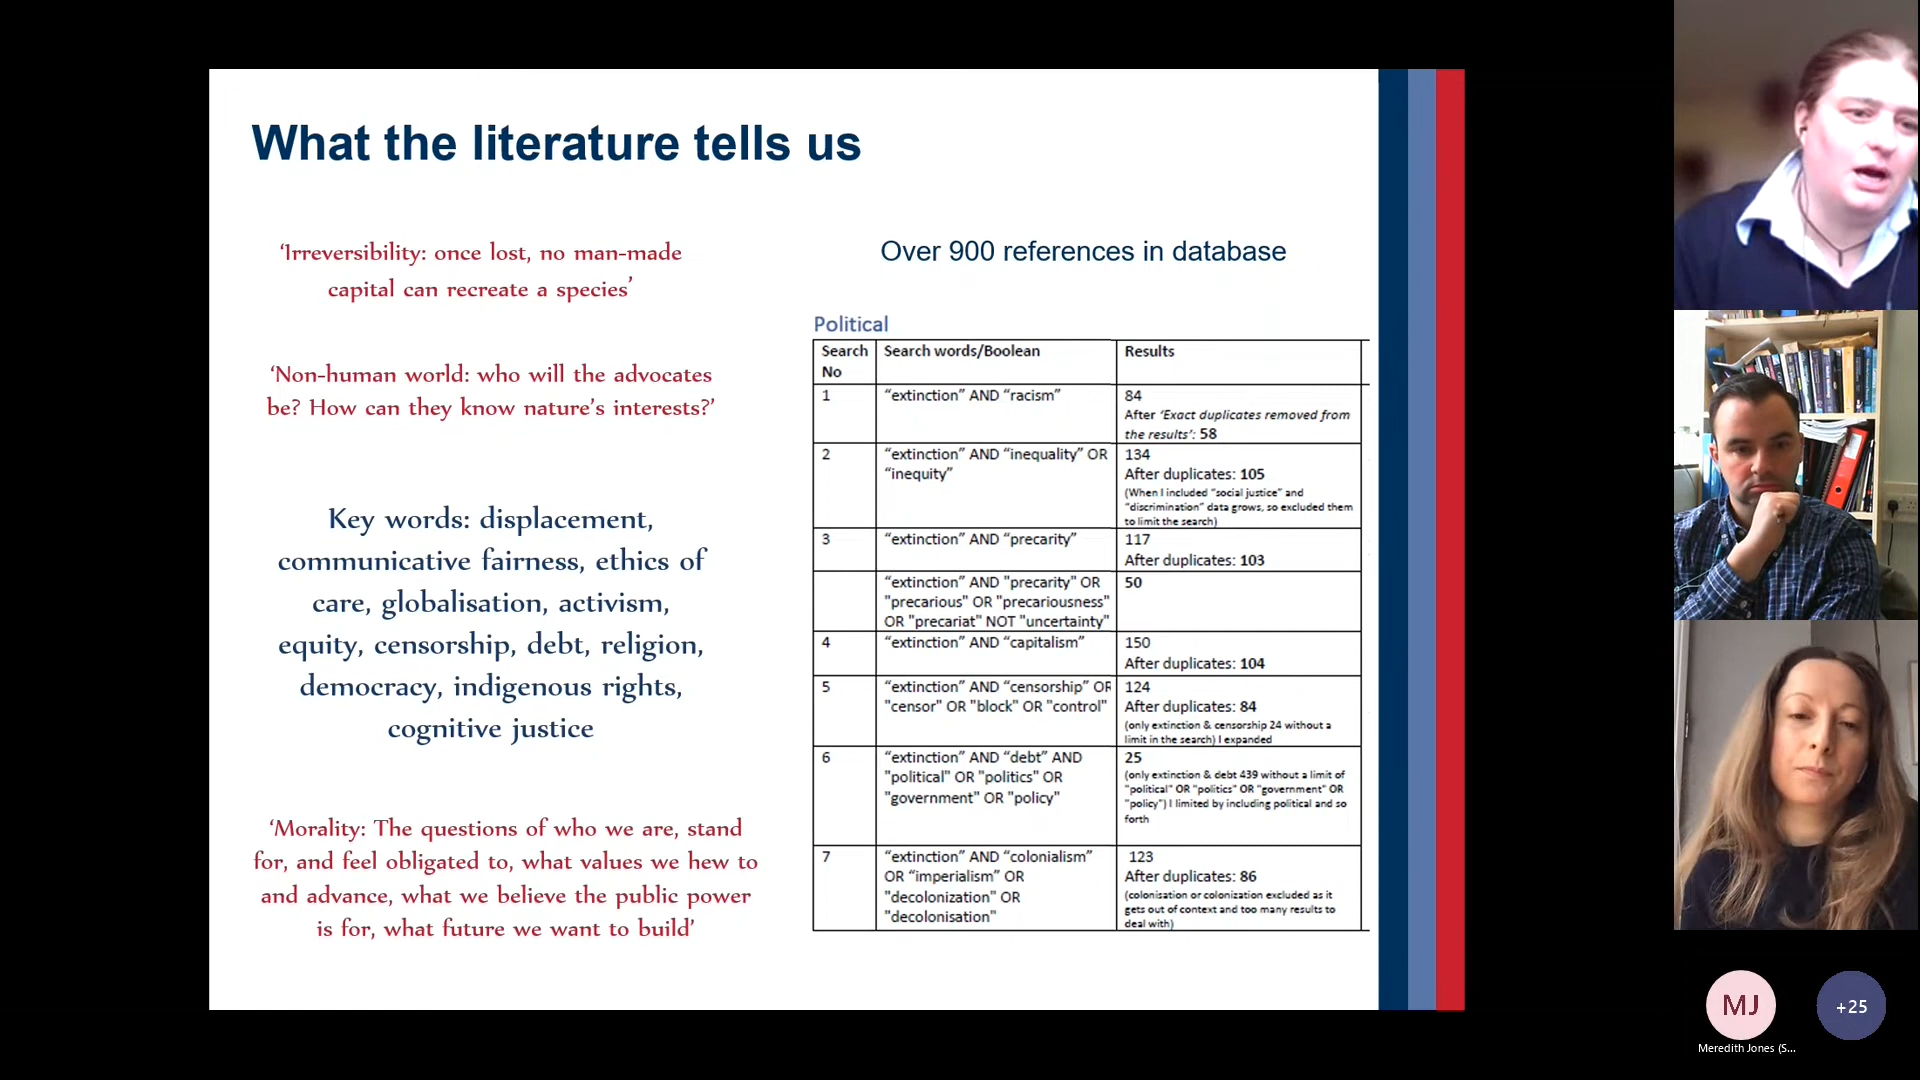 What the literature tells us
‘Irreversibility: once lost, no man-made
capital can recreate a species’
‘Non-human world: who will the advocates
be? How can they know nature’s interests?’
Key words: displacement,
communicative fairness, ethics of
care, globalisation, activism,
equity, censorship, debt, religion,
democracy, indigenous rights,
cognitive justice
‘Morality: The questions of who we are, stand
for, and feel obligated to, what values we hew to
and advance, what we believe the public power
is for, what future we want to build’
Over 900 references in database
Political
Search No
Search words/Boolean
Results
1
“extinction” AND “racism”
84
After ‘Exact duplicates removed from
the results’: 58
2
“extinction” AND “inequality” OR
“inequity”
134
After duplicates: 105
(When I included “social justice” and
“discrimination” data grows, so excluded them
to limit the search)
3
“extinction” AND “precarity”
117
After duplicates: 103
“extinction” AND "precarity" OR
"precarious" OR "precariousness"
OR "precariat" NOT "uncertainty"
50
4
“extinction” AND “capitalism”
150
After duplicates: 104
5
“extinction” AND “censorship” OR
"censor" OR "block" OR "control"
124
After duplicates: 84
(only extinction & censorship 24 without a
limit in the search) I expanded
6
“extinction” AND “debt” AND
"political" OR "politics" OR
"government" OR "policy"
25
(only extinction & debt 439 without a limit of
"political" OR "politics" OR "government" OR
"policy") I limited by including political and so
forth
7
“extinction” AND “colonialism”
OR “imperialism” OR
"decolonization" OR
"decolonisation"
123
After duplicates: 86
(colonisation or colonization excluded as it
gets out of context and too many results to
deal with)
MJ
+25
Meredith Jones (S...